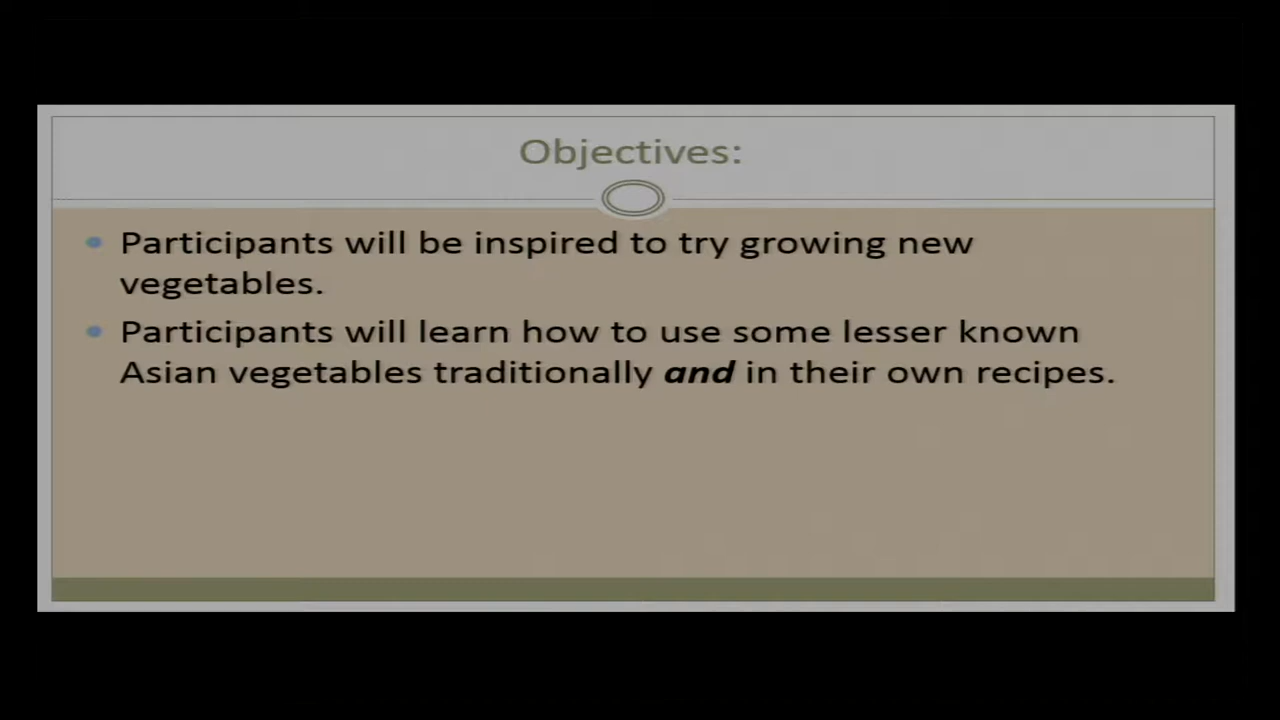 Objectives:
• Participants will be inspired to try growing new
vegetables.
• Participants will learn how to use some lesser known
Asian vegetables traditionally and in their own recipes.